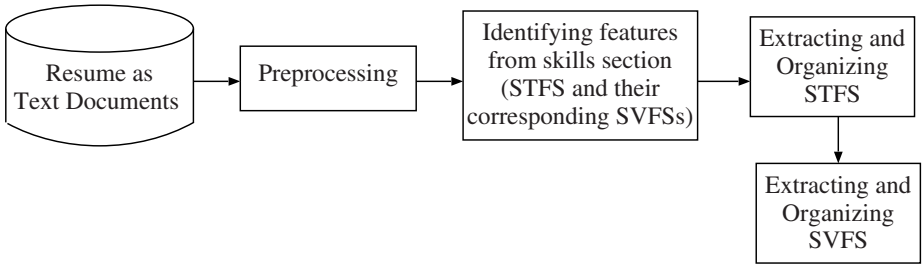 Resume as
Text Documents
Preprocessing
Identifying features
from skills section
(STFS and their
corresponding SVFSs)
Extracting and
Organizing
STFS
Extracting and
Organizing
SVFS